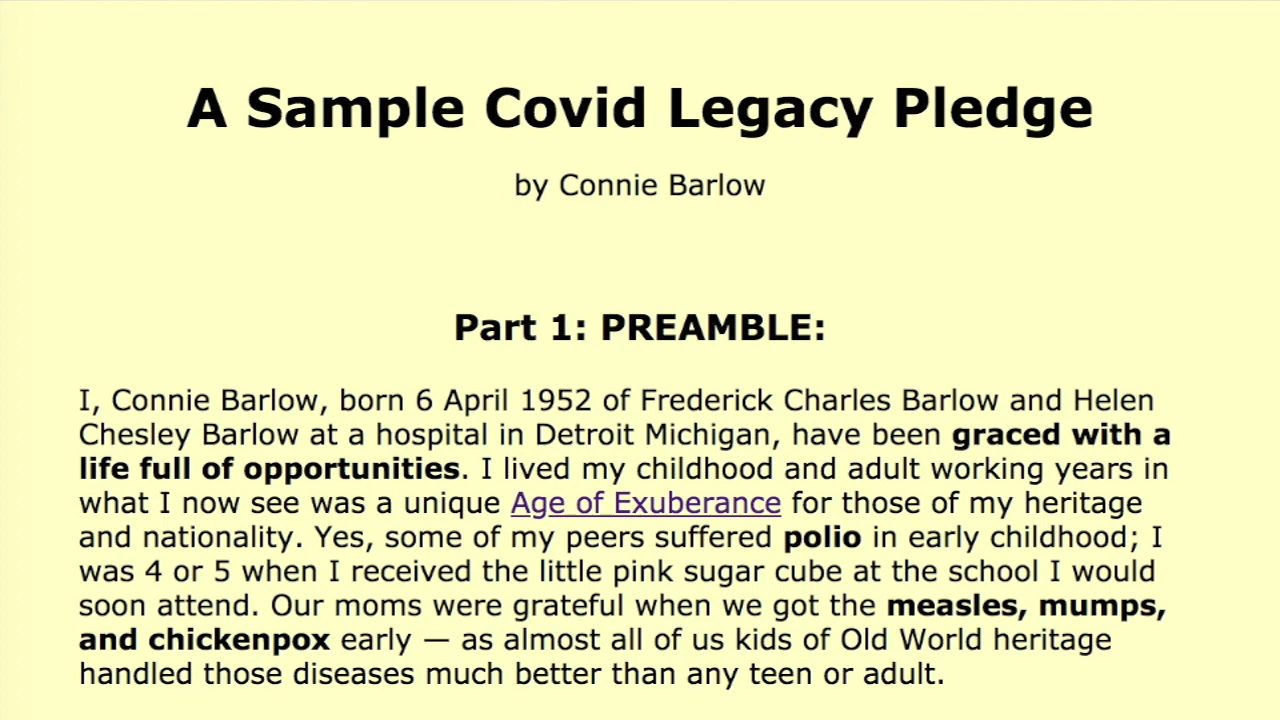 A Sample Covid Legacy Pledge
by Connie Barlow
Part 1: PREAMBLE:
I, Connie Barlow, born 6 April 1952 of Frederick Charles Barlow and Helen
Chesley Barlow at a hospital in Detroit Michigan, have been graced with a
life full of opportunities. I lived my childhood and adult working years in
what I now see was a unique Age of Exuberance for those of my heritage
and nationality. Yes, some of my peers suffered polio in early childhood; I
was 4 or 5 when I received the little pink sugar cube at the school I would
soon attend. Our moms were grateful when we got the measles, mumps,
and chickenpox early — as almost all of us kids of Old World heritage
handled those diseases much better than any teen or adult.